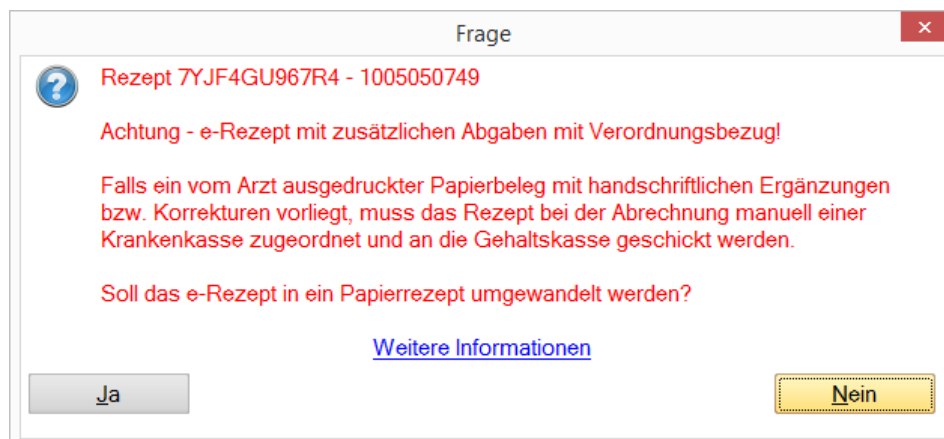 Frage
Rezept 7YJF4GU967R4 - 1005050749
Achtung - e-Rezept mit zusätzlichen Abgaben mit Verordnungsbezug!
Falls ein vom Arzt ausgedruckter Papierbeleg mit handschriftlichen Ergänzungen
bzw. Korrekturen vorliegt, muss das Rezept bei der Abrechnung manuell einer
Krankenkasse zugeordnet und an die Gehaltskasse geschickt werden.
Soll das e-Rezept in ein Papierrezept umgewandelt werden?
Weitere Informationen
Ja
Nein